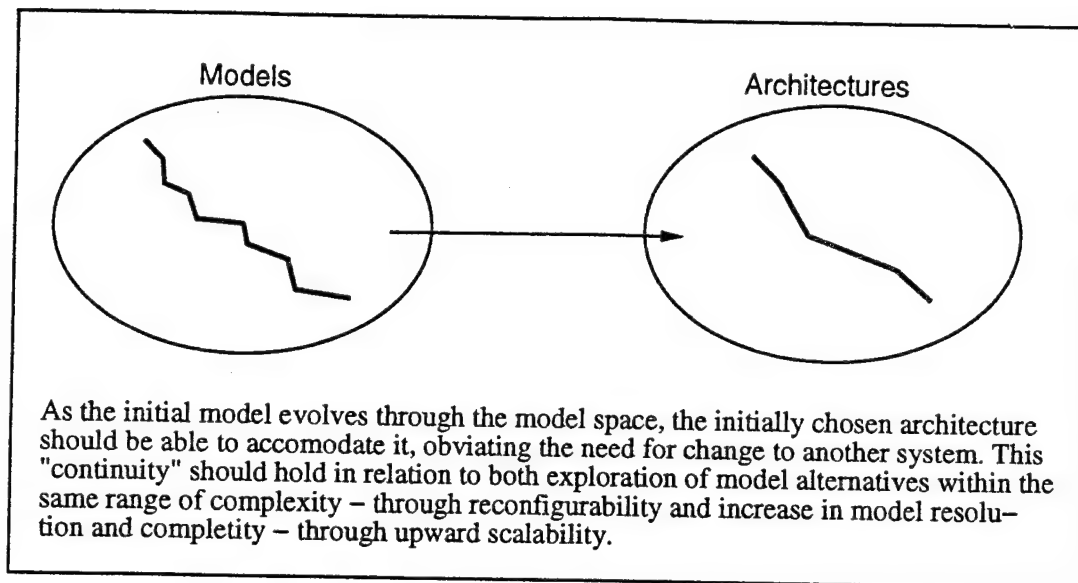 Models
Architectures
As the initial model evolves through the model space, the initially chosen architecture
should be able to accomodate it, obviating the need for change to another system. This
"continuity" should hold in relation to both exploration of model alternatives within the
same range of complexity – through reconfigurability and increase in model resolu–
tion and completity – through upward scalability.